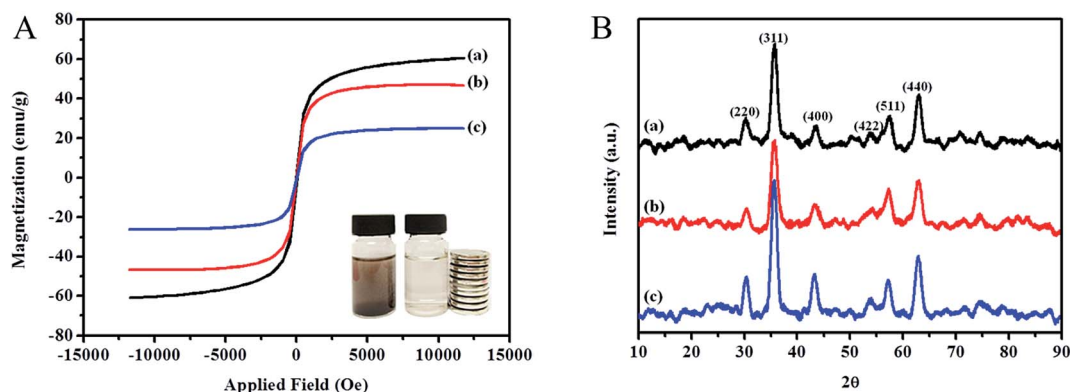 A
80
60
40
20
0
-20
-40
-60
-80
Magnetization (emu/g)
(a)
(b)
(c)
-15000 -10000 -5000 0 5000 10000 15000
Applied Field (Oe)
B
Intensity (a.u.)
(220)
(311)
(400)
(422)
(511)
(440)
(a)
(b)
(c)
10 20 30 40 50 60 70 80 90
2θ